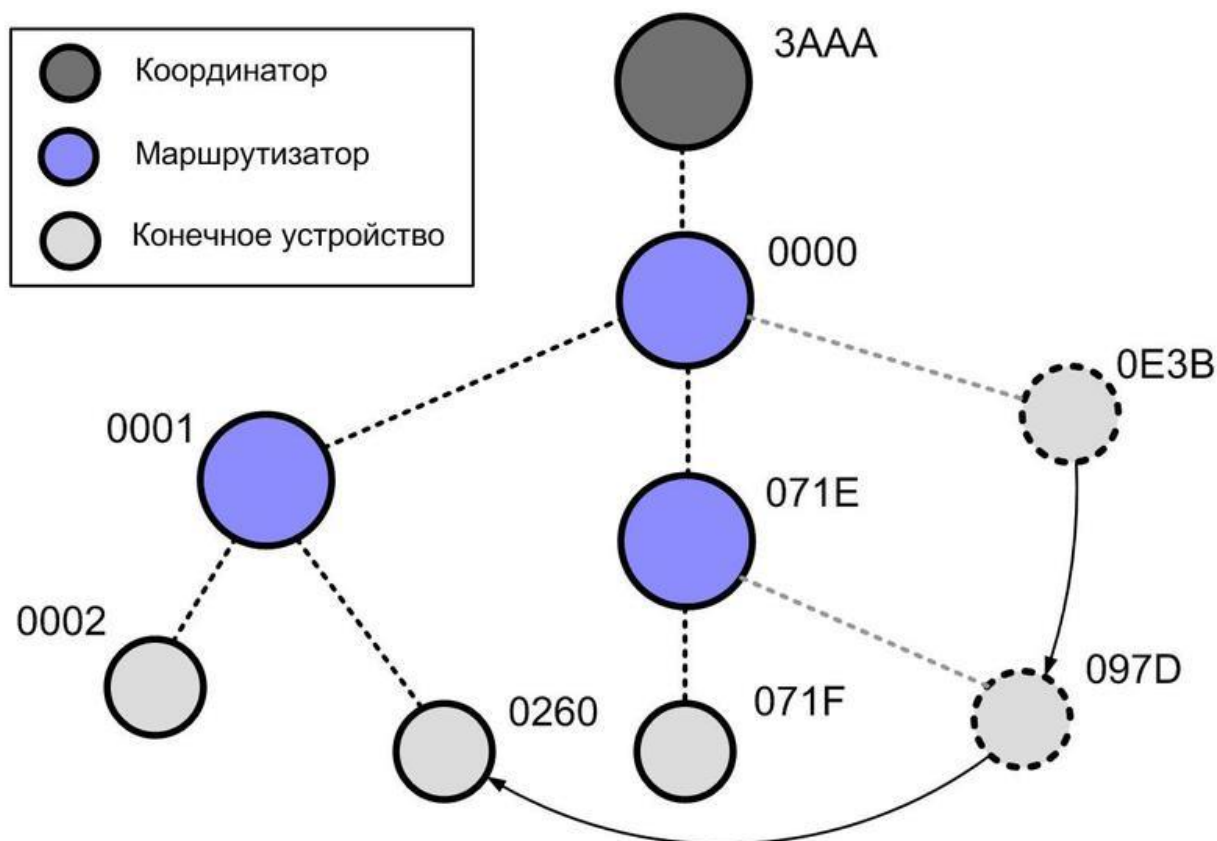 3AAA
Координатор
Маршрутизатор
Конечное устройство
0000
0E3B
0001
071E
0002
097D
0260
071F